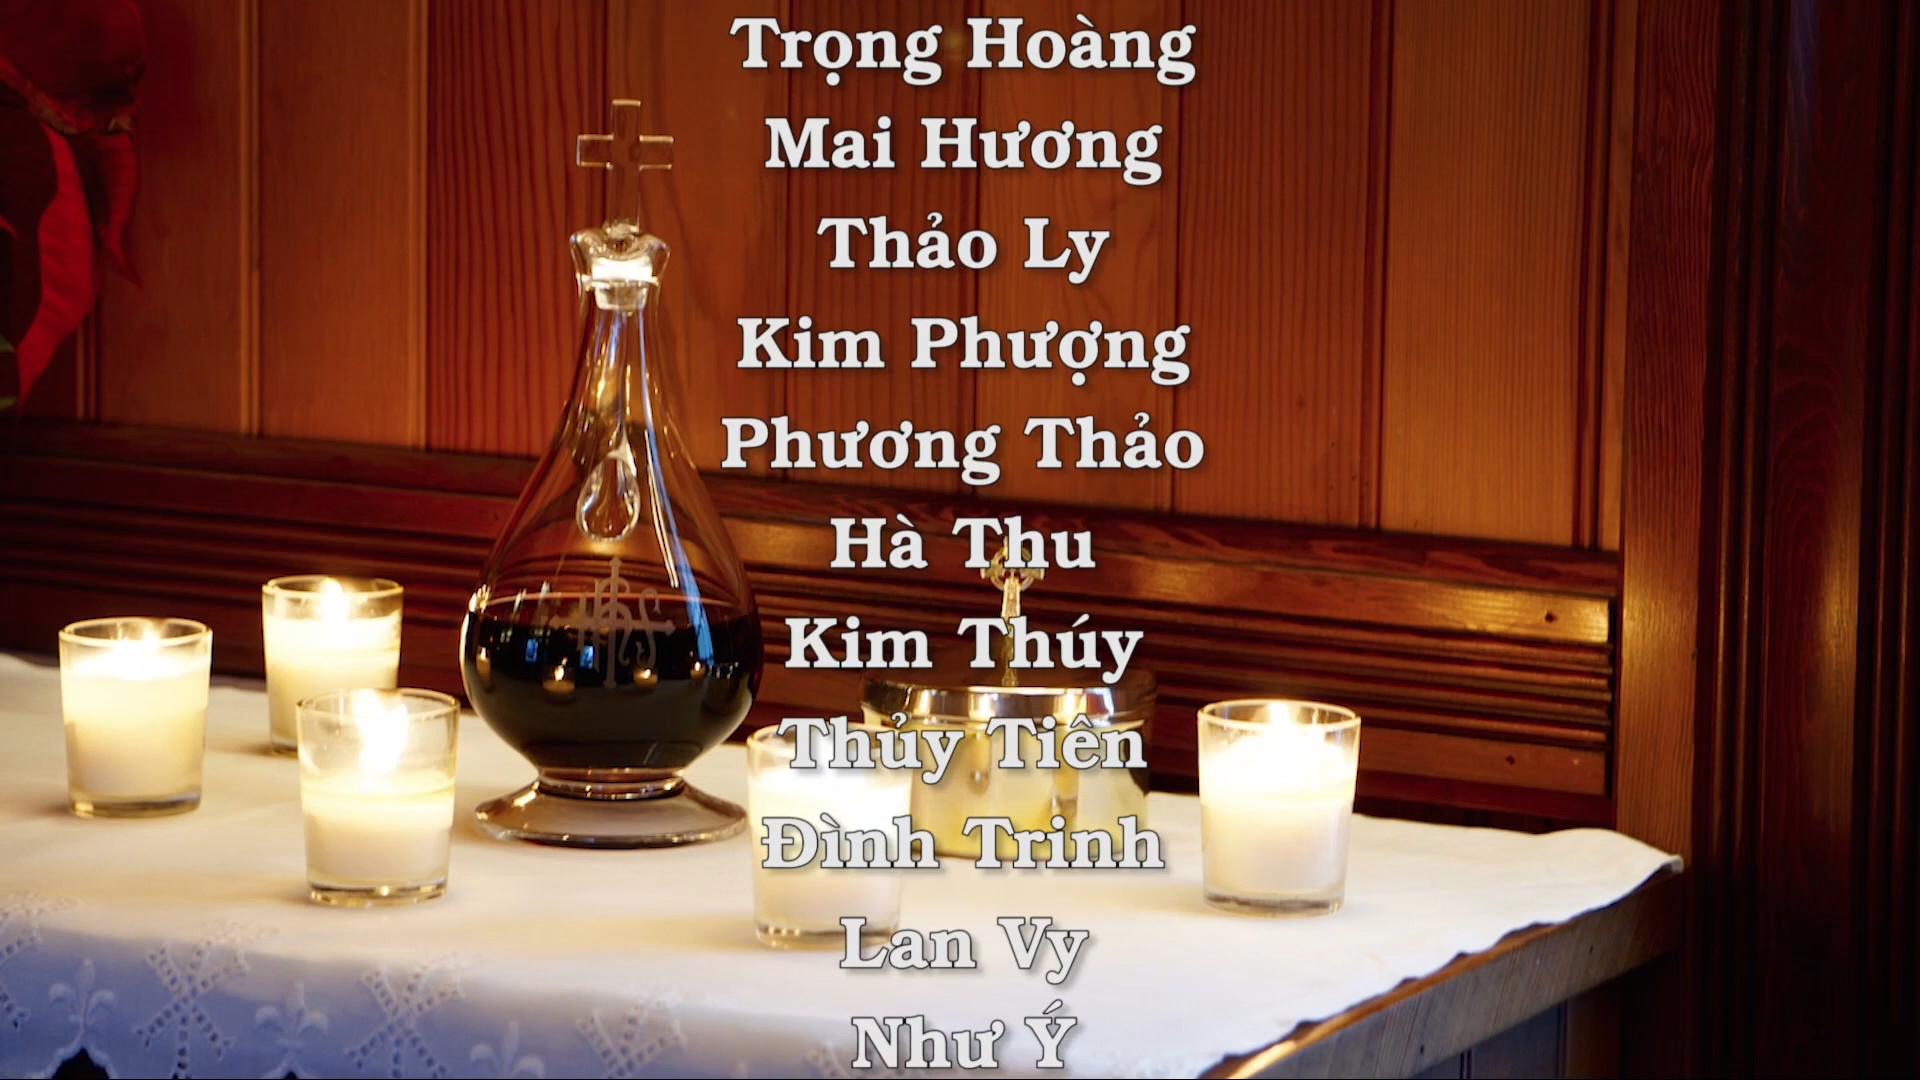 Trọng Hoàng
Mai Hương
Thảo Ly
Kim Phượng
Phương Thảo
Hà Thu
Kim Thúy
Thủy Tiên
Đình Trinh
Lan Vy
Như Ý
IHS